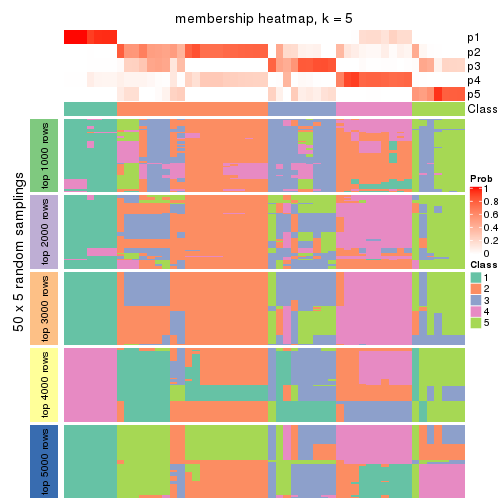 membership heatmap, k = 5
p1
p2
p3
p4
p5
Class
50 x 5 random samplings
top 1000 rows
top 2000 rows
top 3000 rows
top 4000 rows
top 5000 rows
Prob
1
0.8
0.6
0.4
0.2
0
Class
1
2
3
4
5